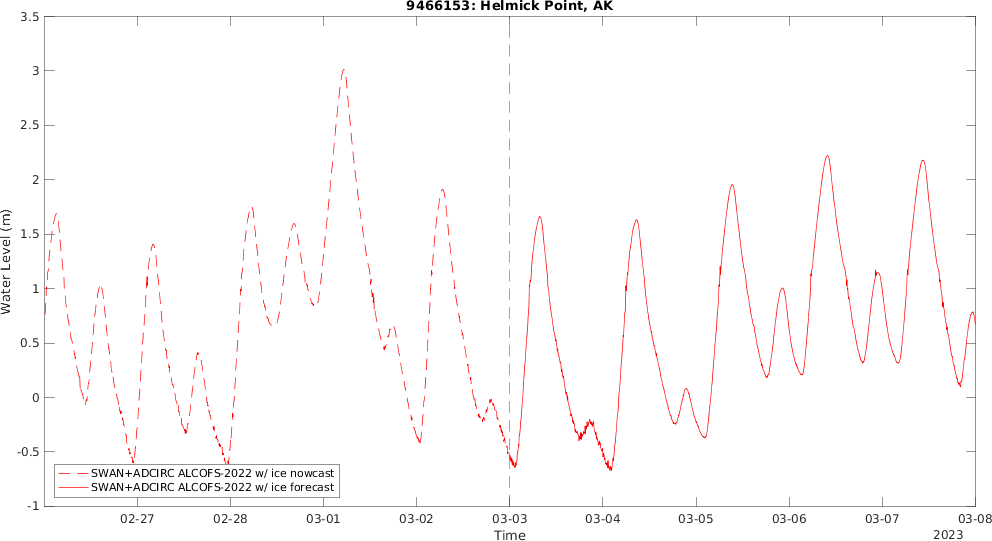 9466153: Helmick Point, AK
3.5
3
2.5
2
1.5
1
0.5
0
-0.5
-1
Water Level (m)
SWAN+ADCIRC ALCOFS-2022 w/ ice nowcast
SWAN+ADCIRC ALCOFS-2022 w/ ice forecast
02-27 02-28 03-01 03-02 03-03 03-04 03-05 03-06 03-07 03-08
Time
2023